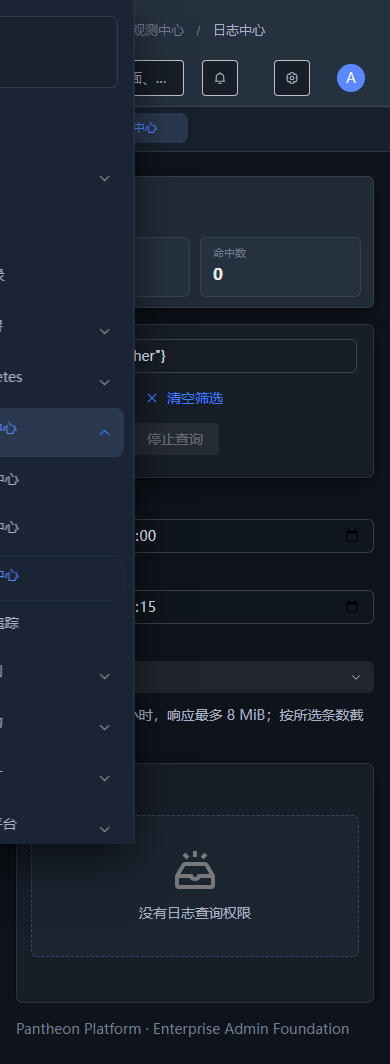 观测中心 / 日志中心
面、...
A
中心
命中数
0
her"}
录
etes
中心
清空筛选
停止查询
中心
中心
:00
中心
:15
追踪
小时，响应最多 8 MiB；按所选条数截
平台
没有日志查询权限
Pantheon Platform · Enterprise Admin Foundation